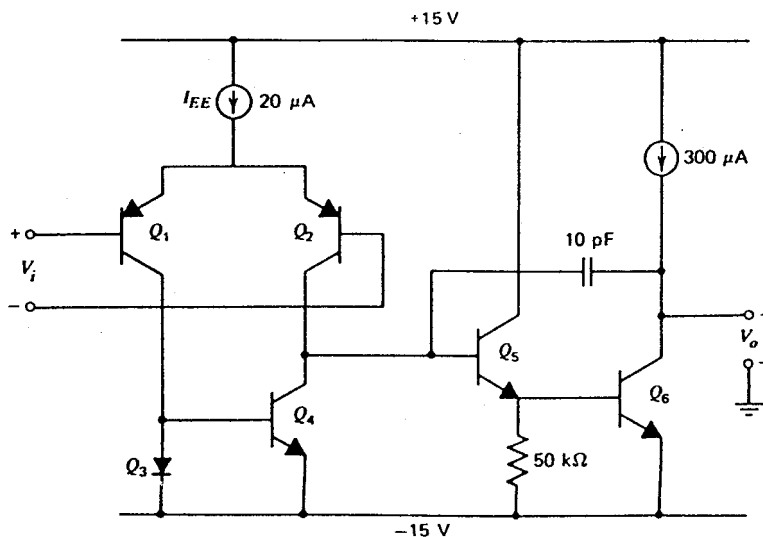 +15 V
I_EE 20 μA
300 μA
10 pF
+
Q1 Q2
V_i
−
+
V_o
−
Q5
Q6
Q4
Q3
50 kΩ
−15 V